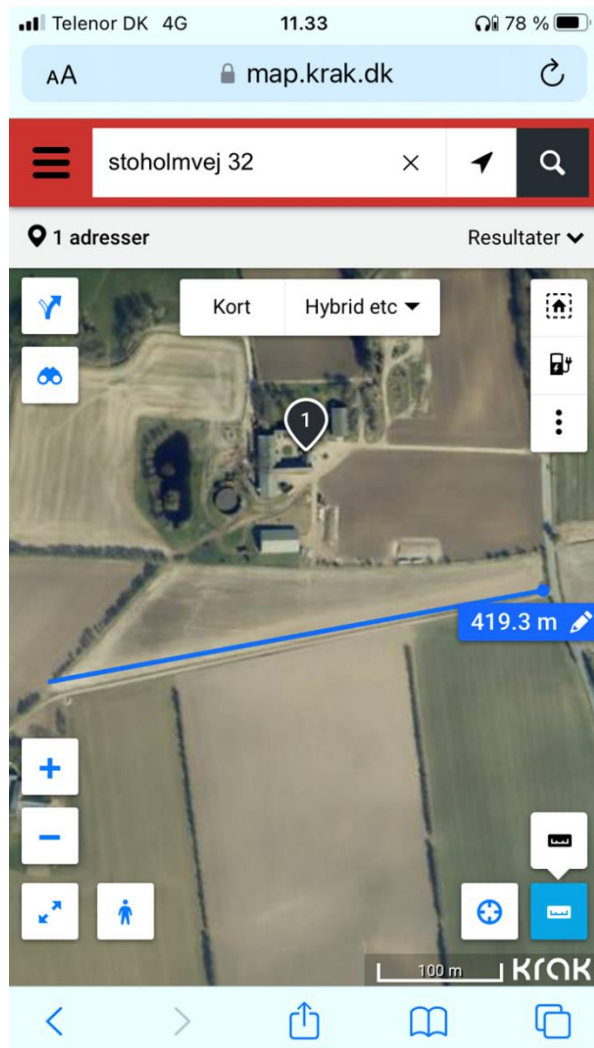 Telenor DK 4G 11.33 78 %
AA map.krak.dk
stoholmvej 32
1 adresser Resultater
Kort Hybrid etc
1
419.3 m
100 m krak